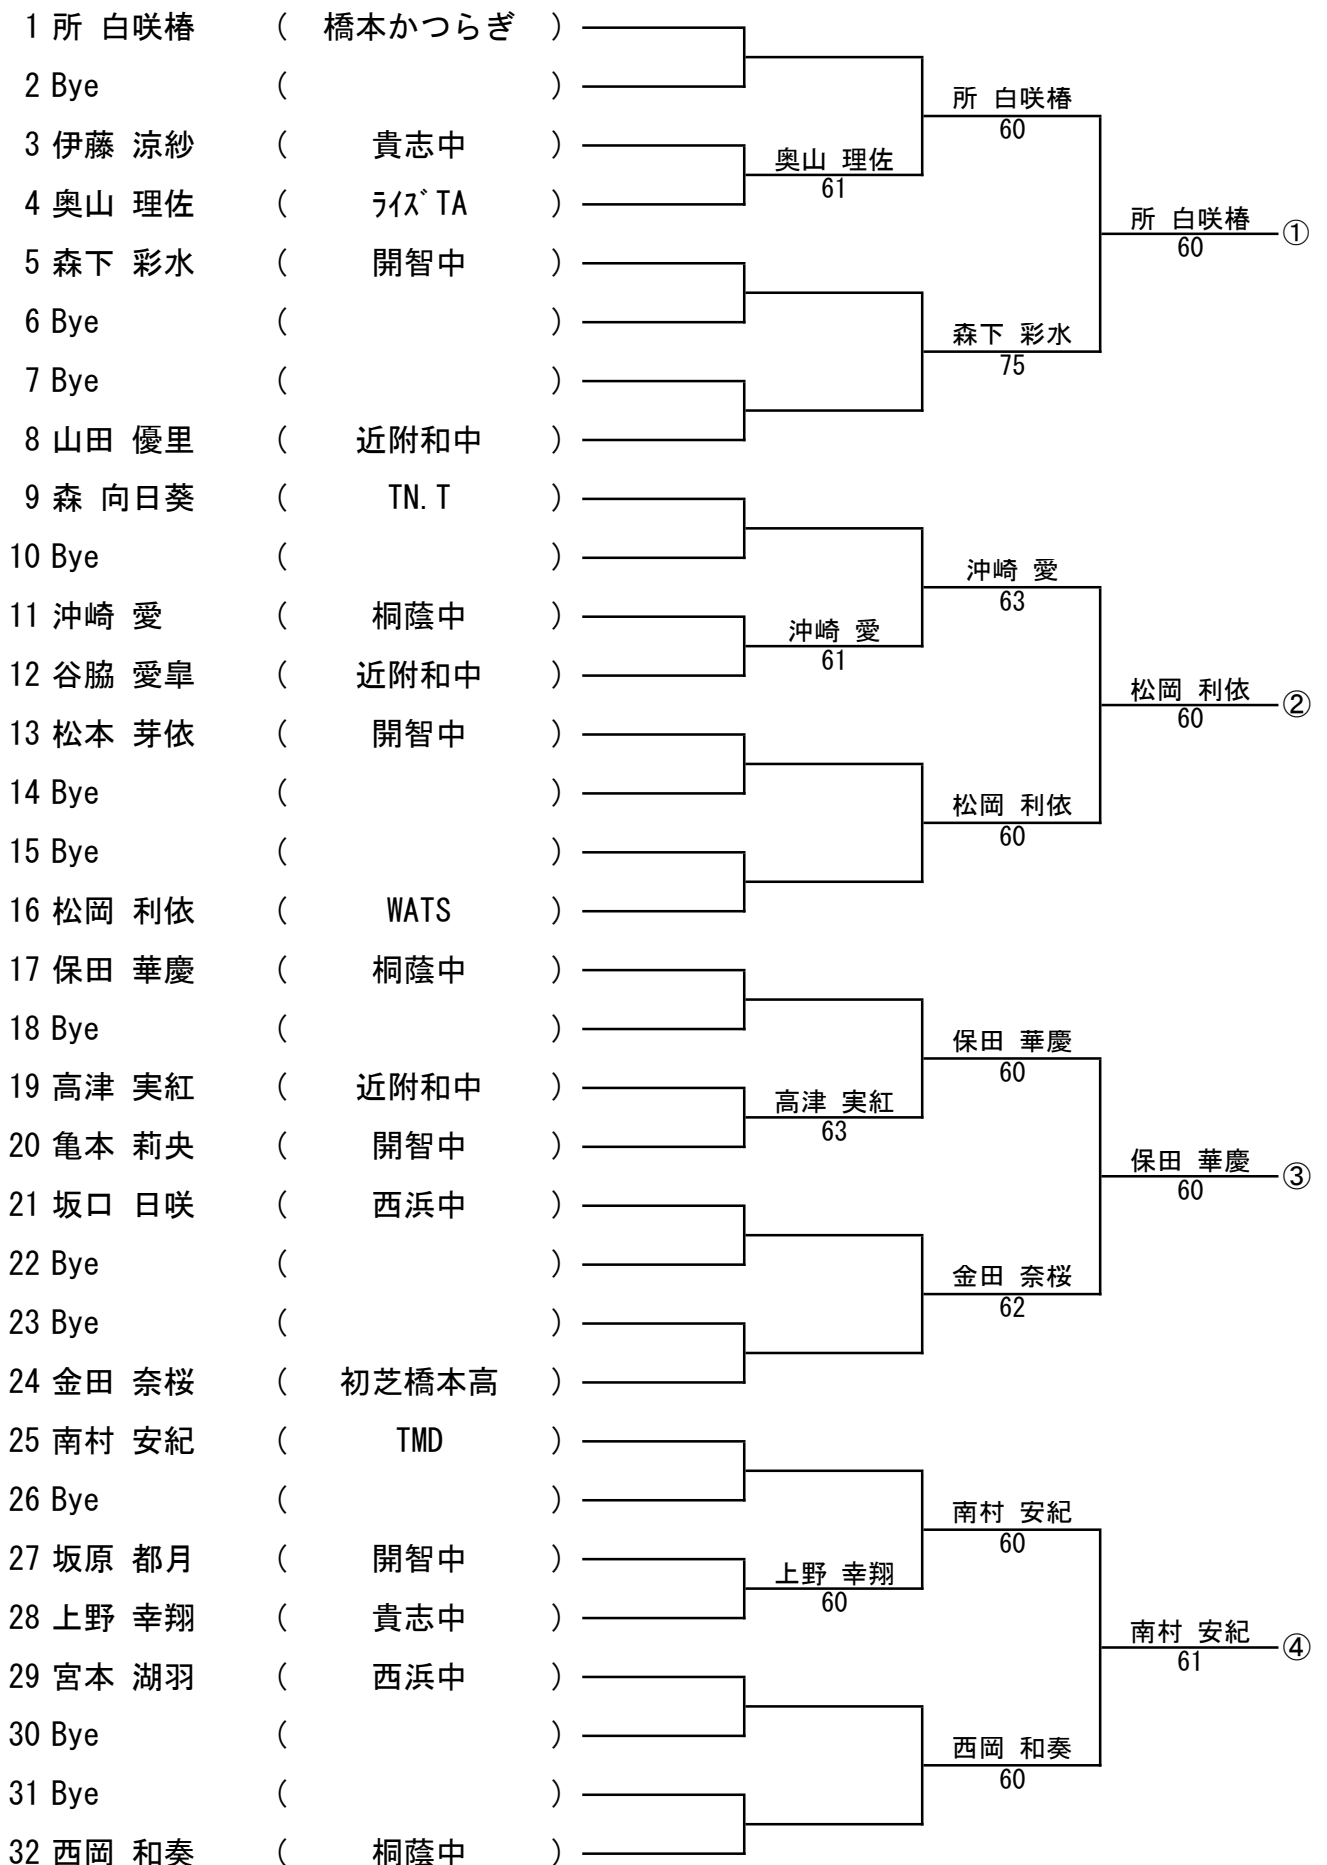 1 所 白咲椿 ( 橋本かつらぎ )
2 Bye ( )
所 白咲椿
60
3 伊藤 涼紗 ( 貴志中 )
奥山 理佐
61
4 奥山 理佐 ( ﾗｲｽﾞTA )
所 白咲椿 ①
60
5 森下 彩水 ( 開智中 )
6 Bye ( )
森下 彩水
75
7 Bye ( )
8 山田 優里 ( 近附和中 )
9 森 向日葵 ( TN.T )
10 Bye ( )
沖崎 愛
63
11 沖崎 愛 ( 桐蔭中 )
沖崎 愛
61
12 谷脇 愛皐 ( 近附和中 )
松岡 利依 ②
60
13 松本 芽依 ( 開智中 )
14 Bye ( )
松岡 利依
60
15 Bye ( )
16 松岡 利依 ( WATS )
17 保田 華慶 ( 桐蔭中 )
18 Bye ( )
保田 華慶
60
19 高津 実紅 ( 近附和中 )
高津 実紅
63
20 亀本 莉央 ( 開智中 )
保田 華慶 ③
60
21 坂口 日咲 ( 西浜中 )
22 Bye ( )
金田 奈桜
62
23 Bye ( )
24 金田 奈桜 ( 初芝橋本高 )
25 南村 安紀 ( TMD )
26 Bye ( )
南村 安紀
60
27 坂原 都月 ( 開智中 )
上野 幸翔
60
28 上野 幸翔 ( 貴志中 )
南村 安紀 ④
61
29 宮本 湖羽 ( 西浜中 )
30 Bye ( )
西岡 和奏
60
31 Bye ( )
32 西岡 和奏 ( 桐蔭中 )